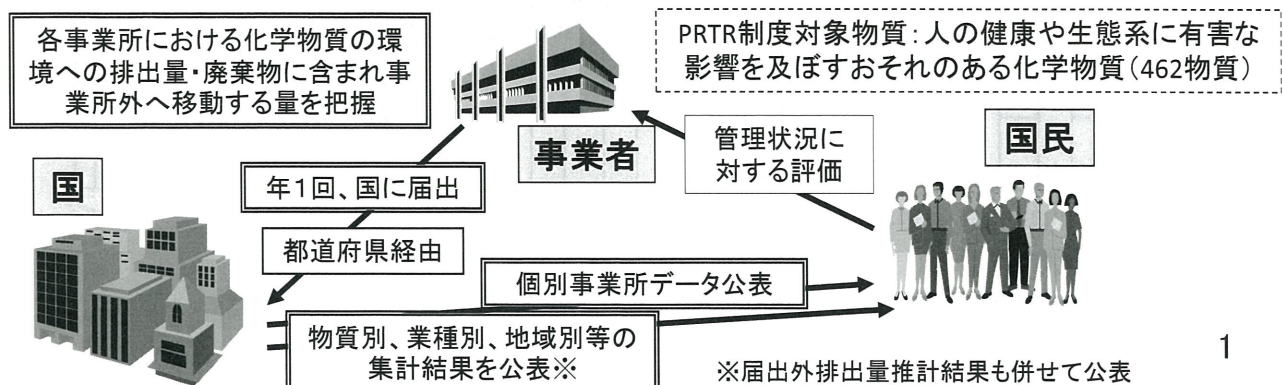 各事業所における化学物質の環
境への排出量・廃棄物に含まれ事
業所外へ移動する量を把握
PRTR制度対象物質：人の健康や生態系に有害な
影響を及ぼすおそれのある化学物質（462物質）
事業者
管理状況に
対する評価
国民
国
年１回、国に届出
都道府県経由
個別事業所データ公表
物質別、業種別、地域別等の
集計結果を公表※
※届出外排出量推計結果も併せて公表
1